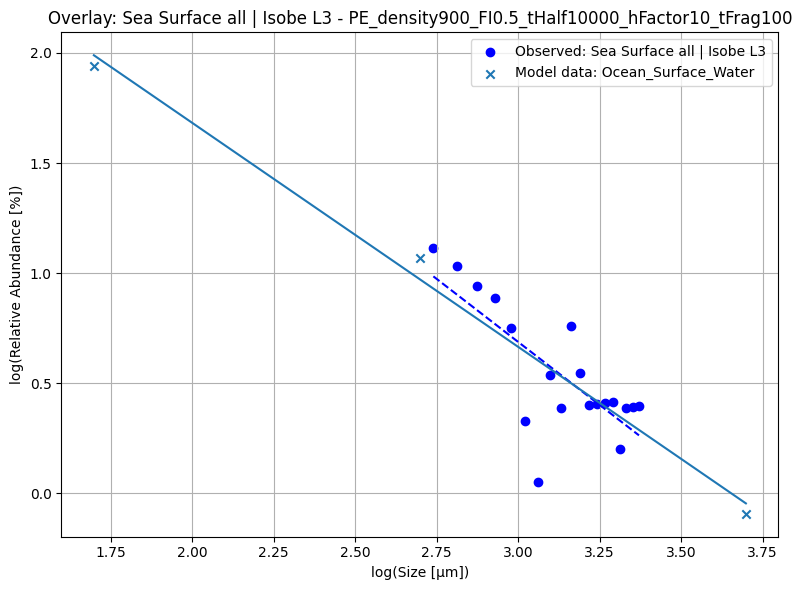 Overlay: Sea Surface all | Isobe L3 - PE_density900_FI0.5_tHalf10000_hFactor10_tFrag100
Observed: Sea Surface all | Isobe L3
Model data: Ocean_Surface_Water
log(Relative Abundance [%])
2.0
1.5
1.0
0.5
0.0
1.75 2.00 2.25 2.50 2.75 3.00 3.25 3.50 3.75
log(Size [µm])